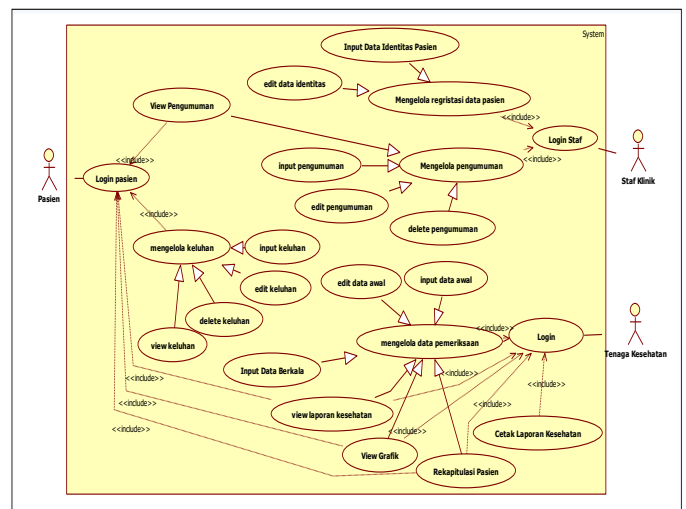 System
Input Data Identitas Pasien
edit data identitas
Mengelola regristasi data pasien
View Pengumuman
<<include>>
Login Staf
<<include>>
Staf Klinik
<<include>>
input pengumuman
Mengelola pengumuman
Login pasien
Pasien
edit pengumuman
delete pengumuman
<<include>>
mengelola keluhan
input keluhan
edit keluhan
delete keluhan
view keluhan
edit data awal
input data awal
mengelola data pemeriksaan
<<include>>
Login
Tenaga Kesehatan
Input Data Berkala
<<include>>
<<include>>
<<include>>
<<include>>
<<include>>
view laporan kesehatan
<<include>>
<<include>>
View Grafik
Rekapitulasi Pasien
Cetak Laporan Kesehatan